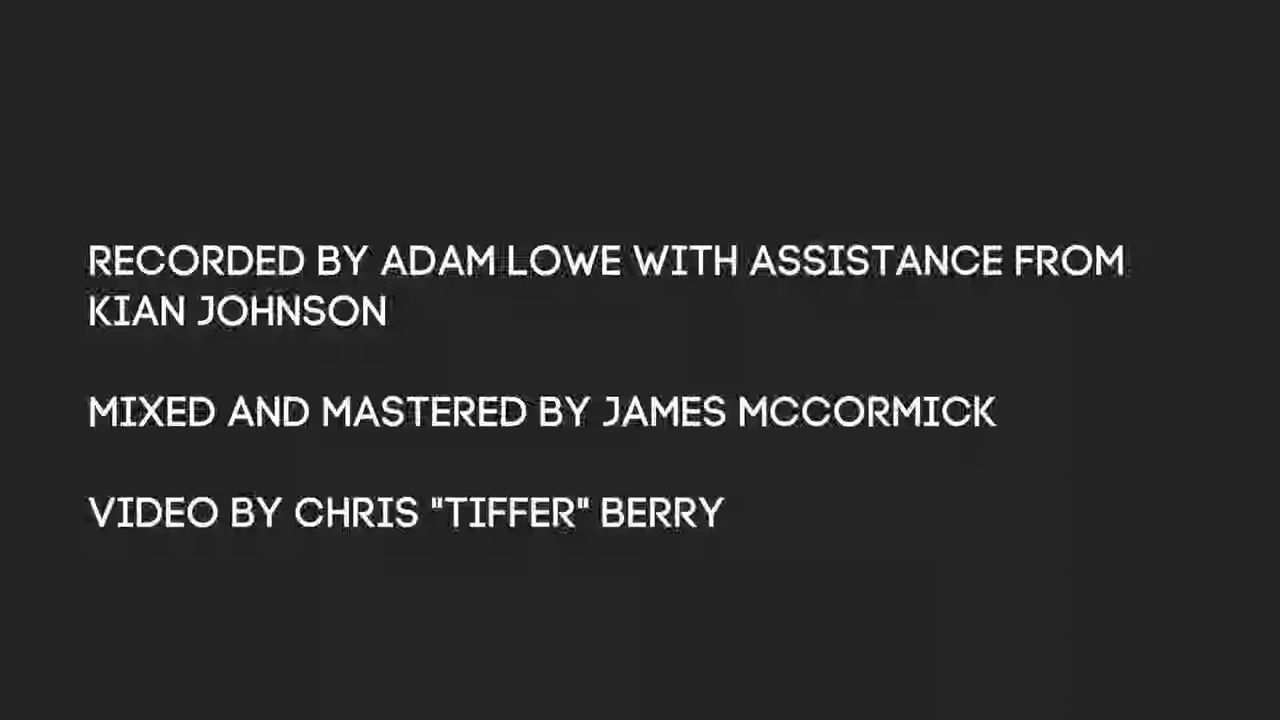 RECORDED BY ADAM LOWE WITH ASSISTANCE FROM
KIAN JOHNSON
MIXED AND MASTERED BY JAMES MCCORMICK
VIDEO BY CHRIS "TIFFER" BERRY